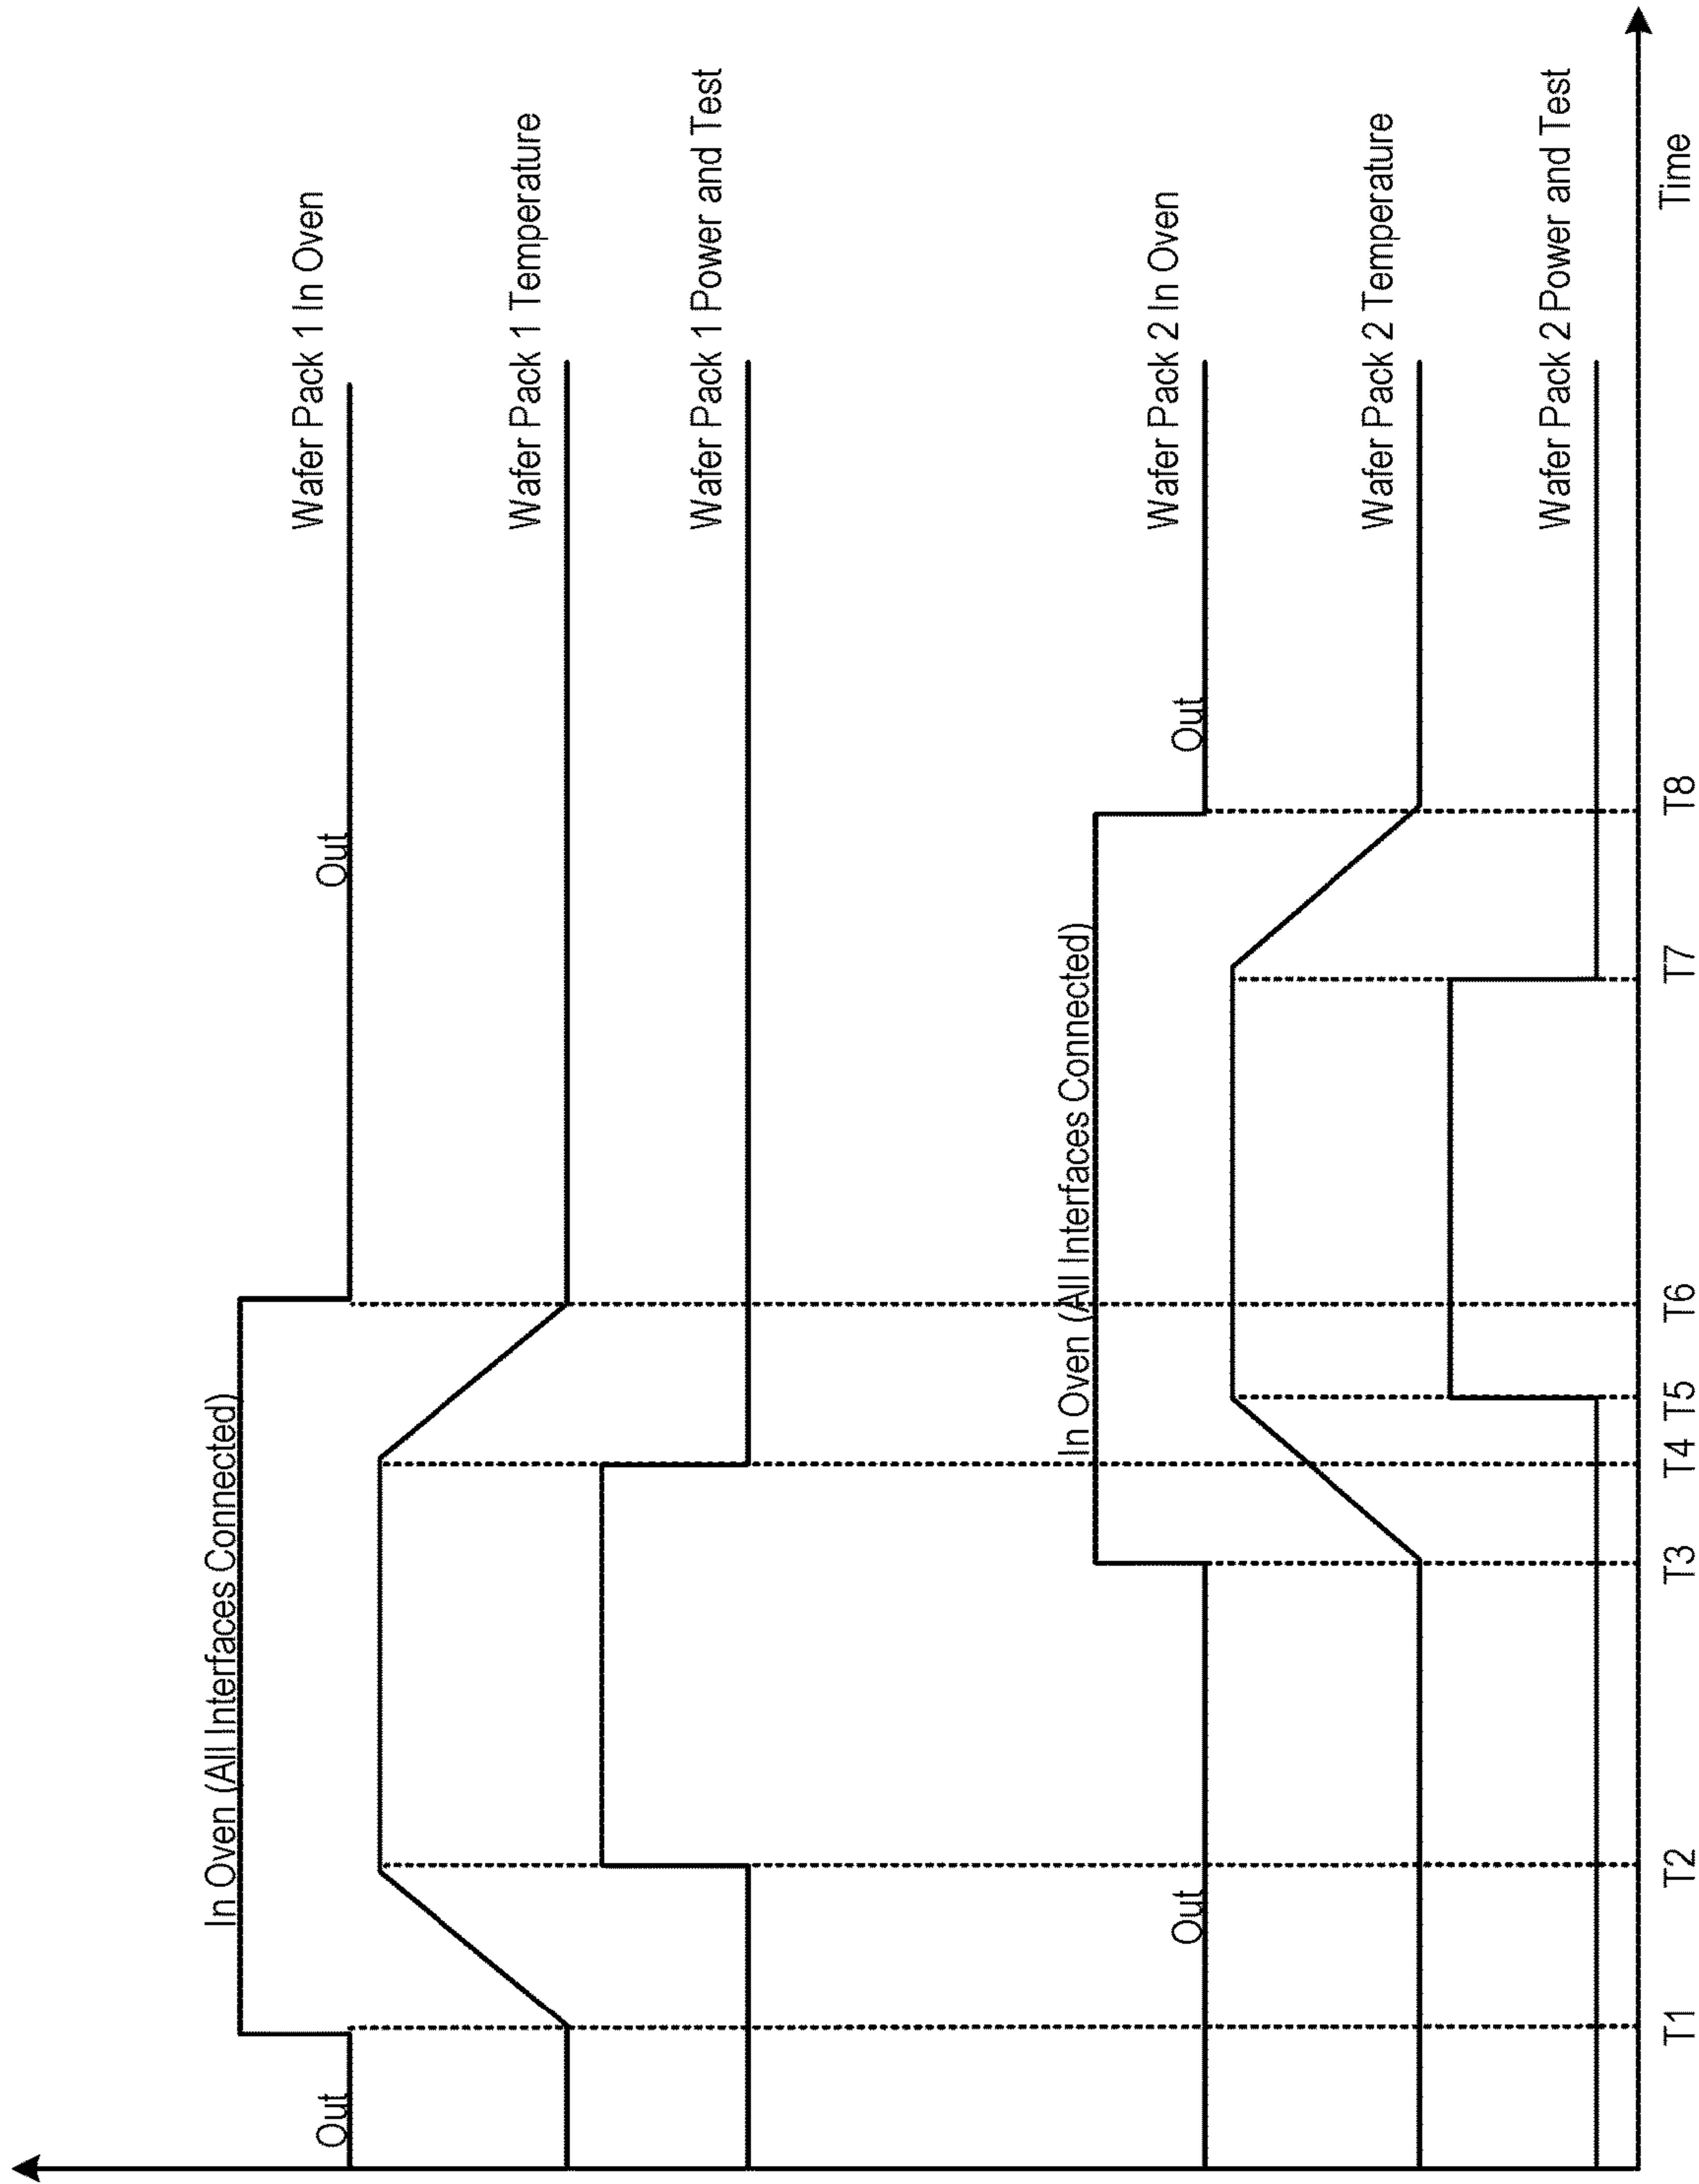 In Oven (All Interfaces Connected)
Wafer Pack 1 In Oven
Out
Out
Wafer Pack 1 Temperature
Wafer Pack 1 Power and Test
In Oven (All Interfaces Connected)
Wafer Pack 2 In Oven
Out
Out
Wafer Pack 2 Temperature
Wafer Pack 2 Power and Test
T1
T2
T3
T4
T5
T6
T7
T8
Time